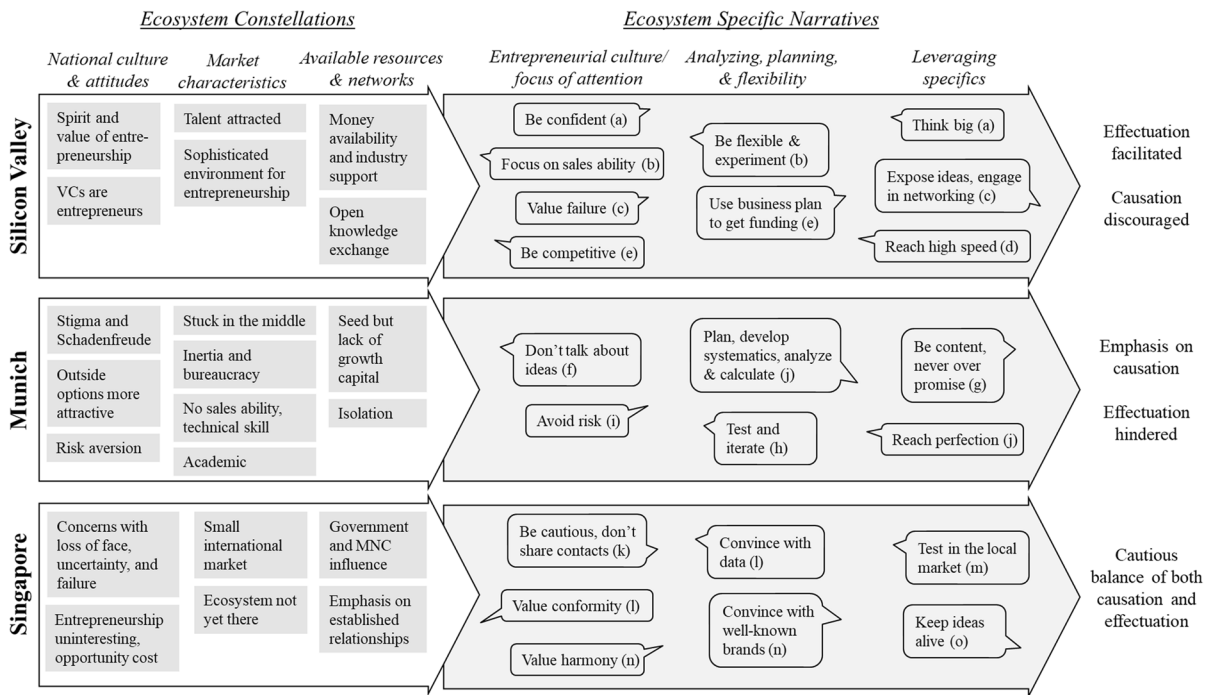 Ecosystem Constellations
Ecosystem Specific Narratives
National culture
& attitudes
Market
characteristics
Available resources
& networks
Entrepreneurial culture/
focus of attention
Analyzing, planning,
& flexibility
Leveraging
specifics
Silicon Valley
Spirit and
value of entre-
preneurship
VCs are
entrepreneurs
Talent attracted
Sophisticated
environment for
entrepreneurship
Money
availability
and industry
support
Open
knowledge
exchange
Be confident (a)
Focus on sales ability (b)
Value failure (c)
Be competitive (e)
Be flexible &
experiment (b)
Use business plan
to get funding (e)
Think big (a)
Expose ideas, engage
in networking (c)
Reach high speed (d)
Effectuation
facilitated
Causation
discouraged
Munich
Stigma and
Schadenfreude
Outside
options more
attractive
Risk aversion
Stuck in the middle
Inertia and
bureaucracy
No sales ability,
technical skill
Academic
Seed but
lack of
growth
capital
Isolation
Don't talk about
ideas (f)
Avoid risk (i)
Plan, develop
systematics, analyze
& calculate (j)
Test and
iterate (h)
Be content,
never over
promise (g)
Reach perfection (j)
Emphasis on
causation
Effectuation
hindered
Singapore
Concerns with
loss of face,
uncertainty, and
failure
Entrepreneurship
uninteresting,
opportunity cost
Small
international
market
Ecosystem not
yet there
Government
and MNC
influence
Emphasis on
established
relationships
Be cautious, don't
share contacts (k)
Value conformity (l)
Value harmony (n)
Convince with
data (l)
Convince with
well-known
brands (n)
Test in the local
market (m)
Keep ideas
alive (o)
Cautious
balance of both
causation and
effectuation